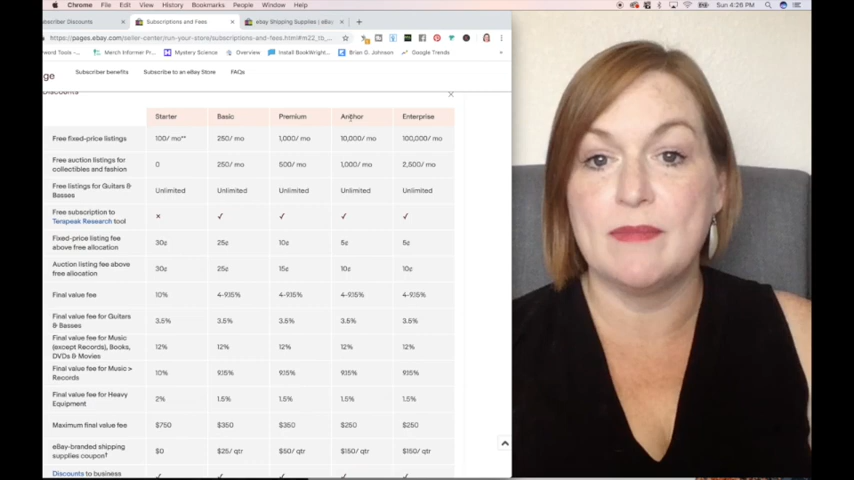 Chrome File Edit View History Bookmarks People Window Help
Sun 4:26 PM
bscriber Discounts
Subscriptions and Fees
ebay Shipping Supplies | eBay
https://pages.ebay.com/seller-center/run-your-store/subscriptions-and-fees.html#m22_tb_
Merch Informer Pr
Mystery Science
Overview
Install BookWright
Brian G. Johnson
Google Trends
ge
Subscriber benefits
Subscribe to an eBay Store
FAQs
Discounts
Starter Basic Premium Anchor Enterprise
Free fixed-price listings 100/ mo** 250/ mo 1,000/ mo 10,000/ mo 100,000/ mo
Free auction listings for
collectibles and fashion 0 250/ mo 500/ mo 1,000/ mo 2,500/ mo
Free listings for Guitars &
Basses Unlimited Unlimited Unlimited Unlimited Unlimited
Free subscription to
Terapeak Research tool × ✓ ✓ ✓ ✓
Fixed-price listing fee
above free allocation 30¢ 25¢ 10¢ 5¢ 5¢
Auction listing fee above
free allocation 30¢ 25¢ 15¢ 10¢ 10¢
Final value fee 10% 4-9.15% 4-9.15% 4-9.15% 4-9.15%
Final value fee for Guitars
& Basses 3.5% 3.5% 3.5% 3.5% 3.5%
Final value fee for Music
(except Records), Books,
DVDs & Movies 12% 12% 12% 12% 12%
Final value fee for Music >
Records 10% 9.15% 9.15% 9.15% 9.15%
Final value fee for Heavy
Equipment 2% 1.5% 1.5% 1.5% 1.5%
Maximum final value fee $750 $350 $350 $250 $250
eBay-branded shipping
supplies coupon† $0 $25/ qtr $50/ qtr $150/ qtr $150/ qtr
Discounts to business ✓ ✓ ✓ ✓ ✓